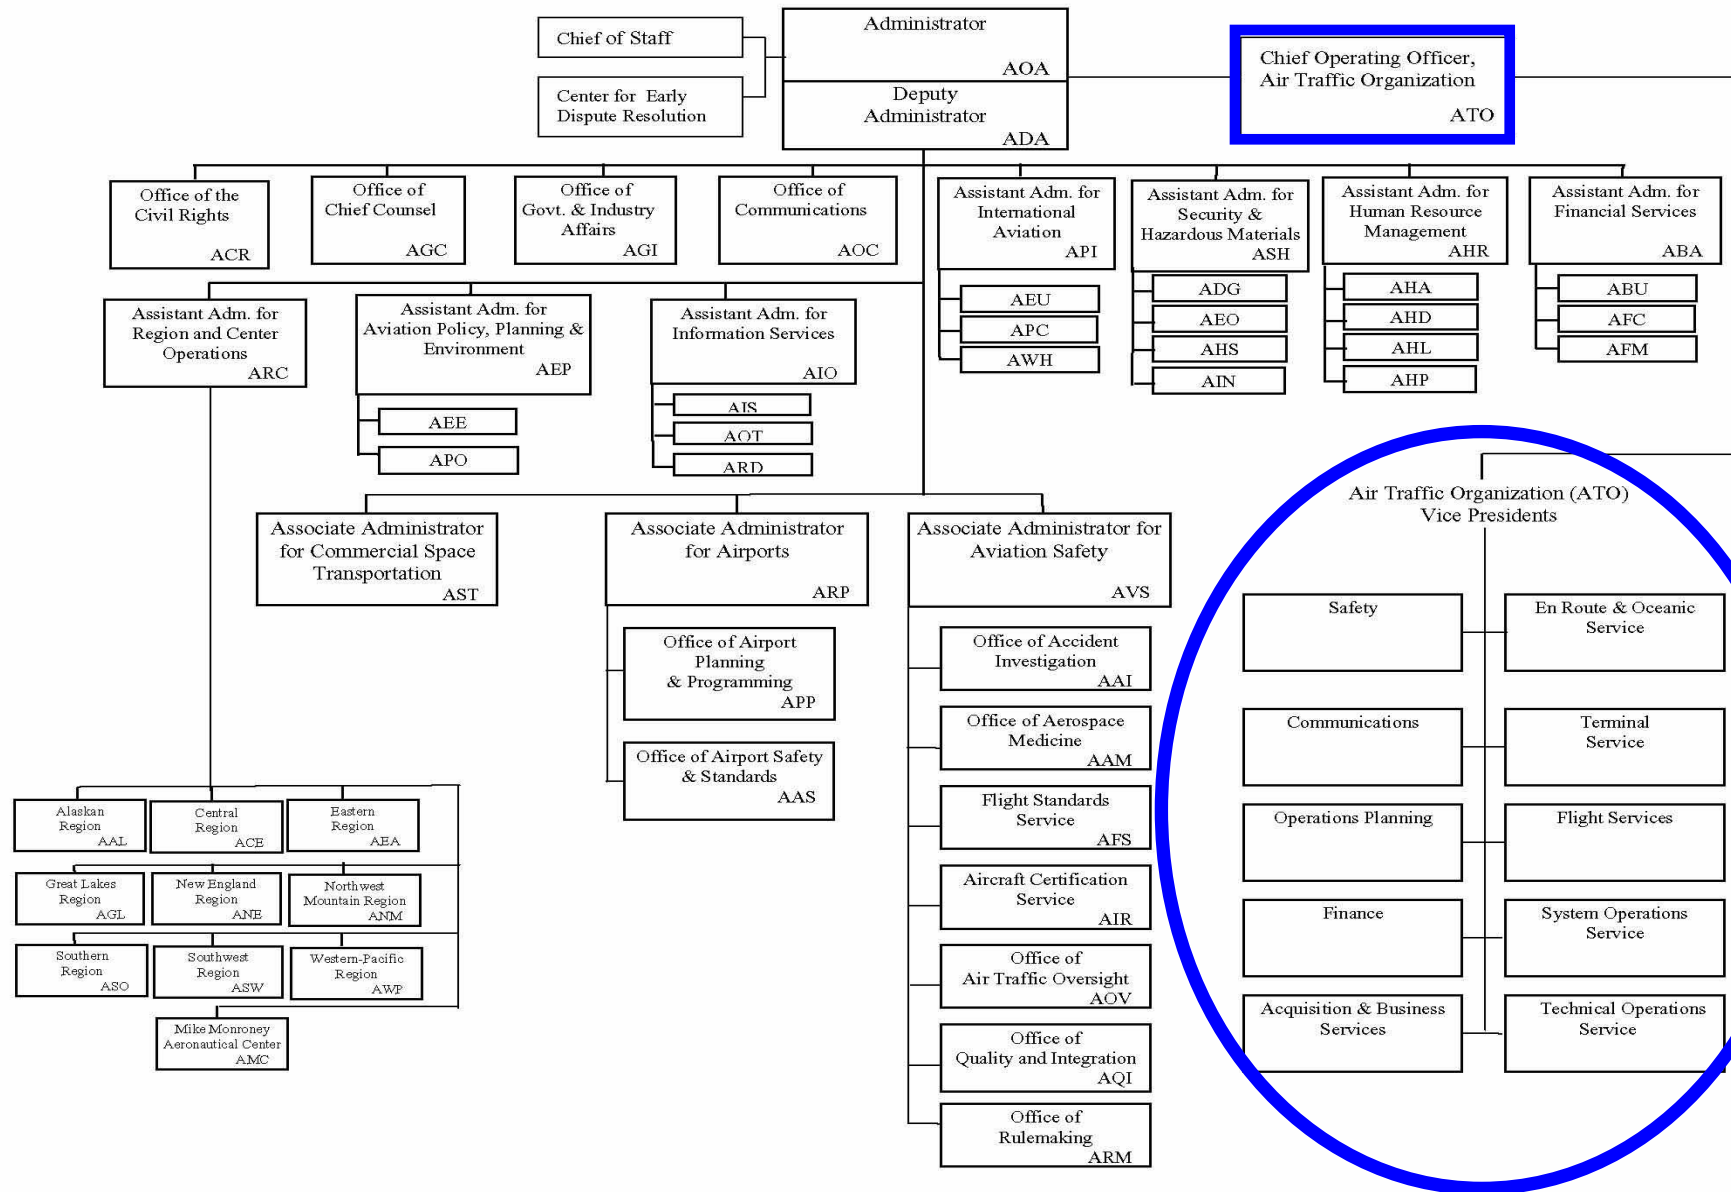 Chief of Staff
Center for Early
Dispute Resolution
Administrator
AOA
Deputy
Administrator
ADA
Chief Operating Officer,
Air Traffic Organization
ATO
Office of the
Civil Rights
ACR
Office of
Chief Counsel
AGC
Office of
Govt. & Industry
Affairs
AGI
Office of
Communications
AOC
Assistant Adm. for
International
Aviation
API
AEU
APC
AWH
Assistant Adm. for
Security &
Hazardous Materials
ASH
ADG
AEO
AHS
AIN
Assistant Adm. for
Human Resource
Management
AHR
AHA
AHD
AHL
AHP
Assistant Adm. for
Financial Services
ABA
ABU
AFC
AFM
Assistant Adm. for
Region and Center
Operations
ARC
Assistant Adm. for
Aviation Policy, Planning &
Environment
AEP
AEE
APO
Assistant Adm. for
Information Services
AIO
AIS
AOT
ARD
Associate Administrator
for Commercial Space
Transportation
AST
Associate Administrator
for Airports
ARP
Office of Airport
Planning
& Programming
APP
Office of Airport Safety
& Standards
AAS
Associate Administrator for
Aviation Safety
AVS
Office of Accident
Investigation
AAI
Office of Aerospace
Medicine
AAM
Flight Standards
Service
AFS
Aircraft Certification
Service
AIR
Office of
Air Traffic Oversight
AOV
Office of
Quality and Integration
AQI
Office of
Rulemaking
ARM
Alaskan
Region
AAL
Central
Region
ACE
Eastern
Region
AEA
Great Lakes
Region
AGL
New England
Region
ANE
Northwest
Mountain Region
ANM
Southern
Region
ASO
Southwest
Region
ASW
Western-Pacific
Region
AWP
Mike Monroney
Aeronautical Center
AMC
Air Traffic Organization (ATO)
Vice Presidents
Safety
En Route & Oceanic
Service
Communications
Terminal
Service
Operations Planning
Flight Services
Finance
System Operations
Service
Acquisition & Business
Services
Technical Operations
Service